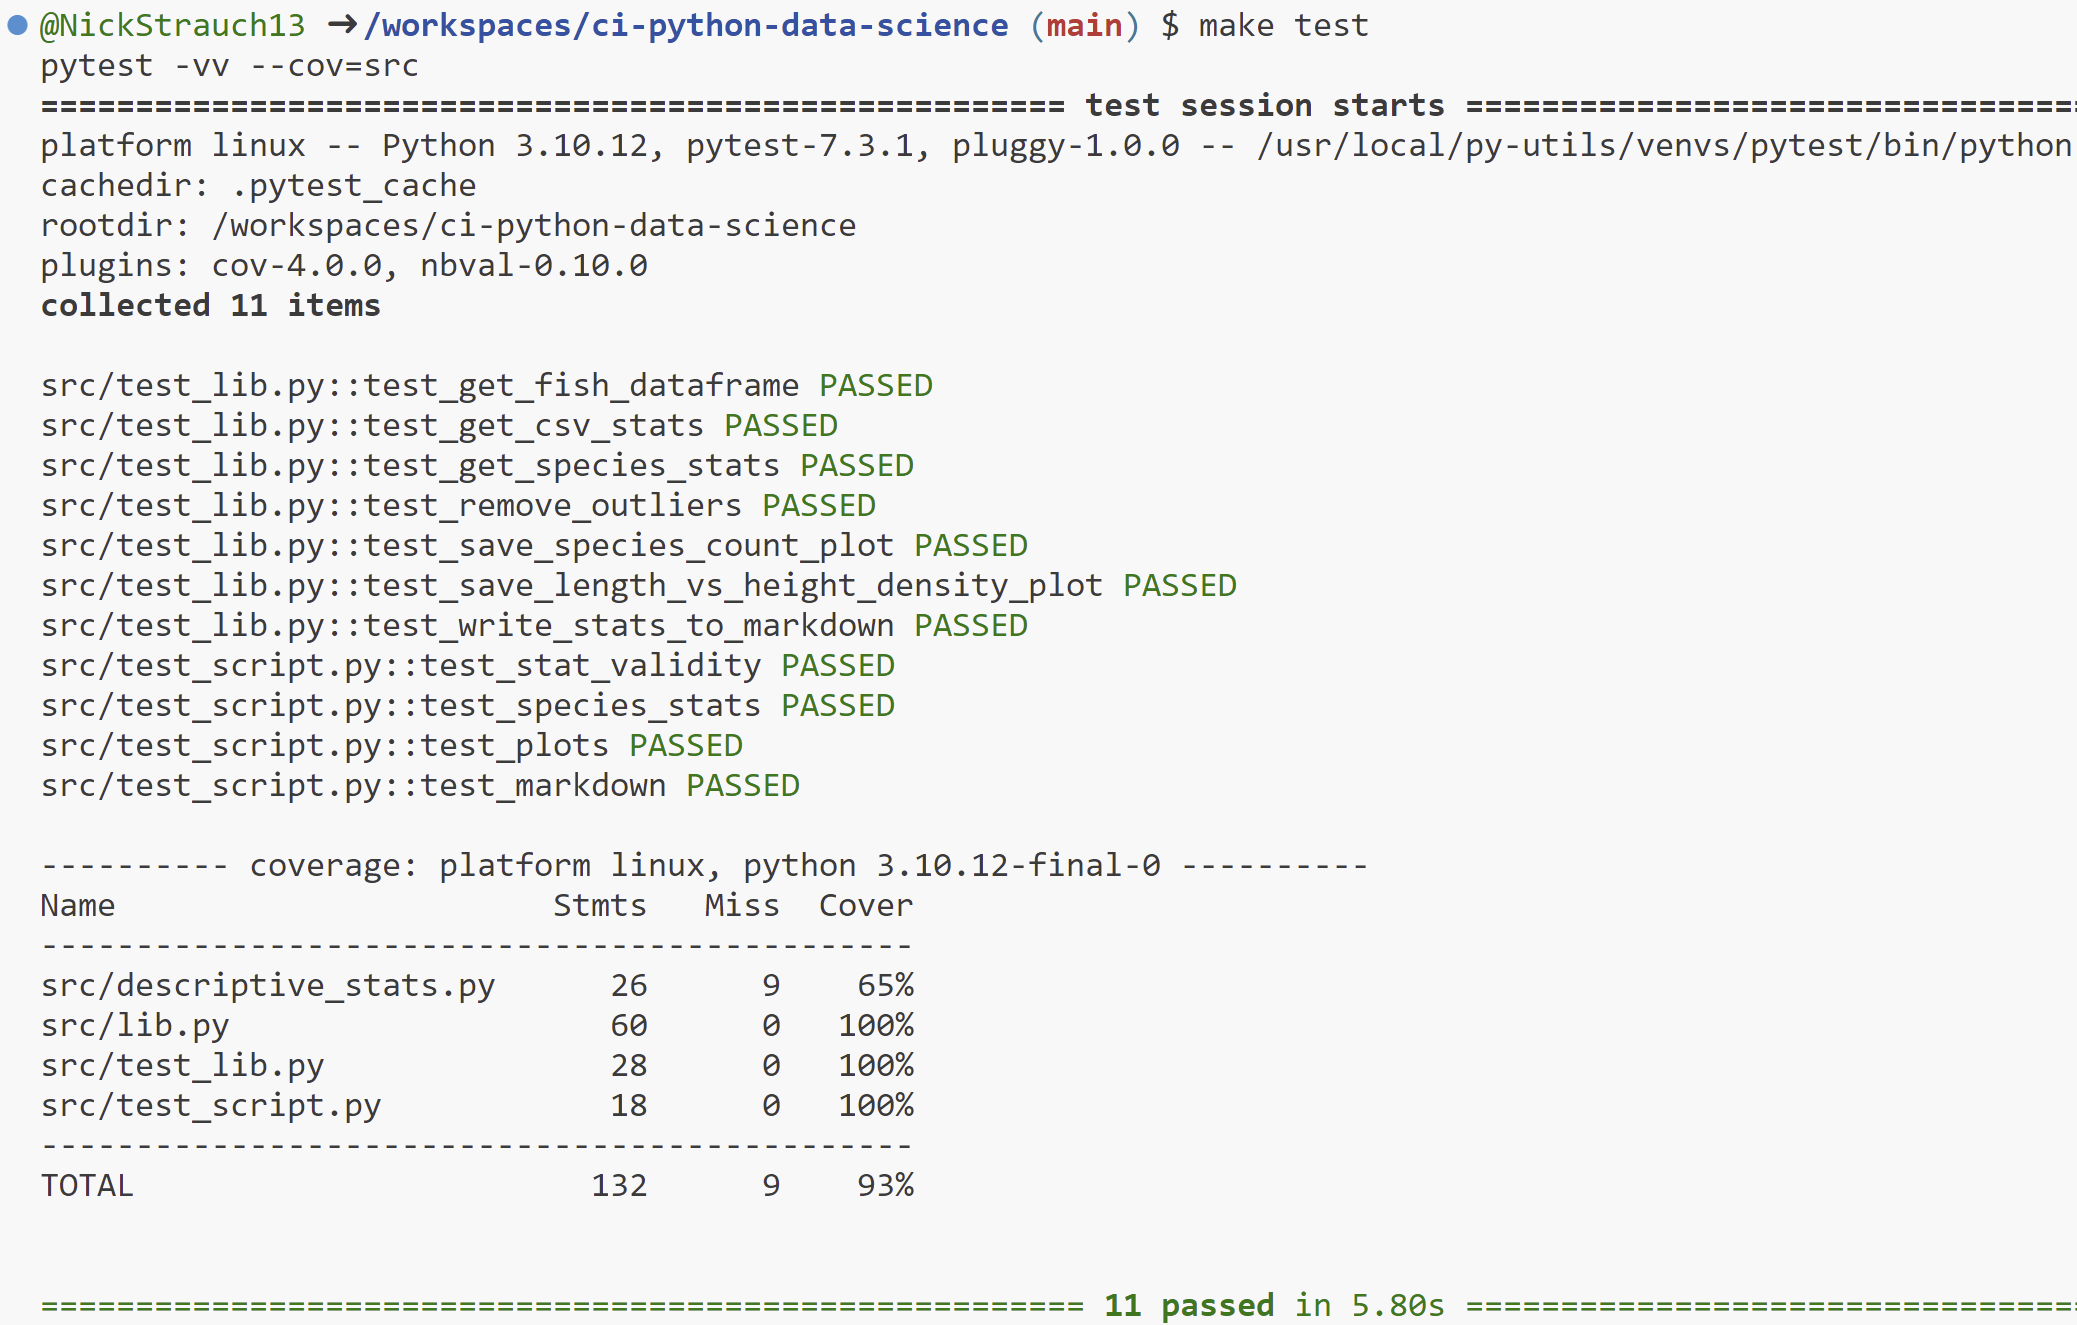 @NickStrauch13 ➜ /workspaces/ci-python-data-science (main) $ make test
pytest -vv --cov=src
====================================================== test session starts ================================
platform linux -- Python 3.10.12, pytest-7.3.1, pluggy-1.0.0 -- /usr/local/py-utils/venvs/pytest/bin/python
cachedir: .pytest_cache
rootdir: /workspaces/ci-python-data-science
plugins: cov-4.0.0, nbval-0.10.0
collected 11 items

src/test_lib.py::test_get_fish_dataframe PASSED
src/test_lib.py::test_get_csv_stats PASSED
src/test_lib.py::test_get_species_stats PASSED
src/test_lib.py::test_remove_outliers PASSED
src/test_lib.py::test_save_species_count_plot PASSED
src/test_lib.py::test_save_length_vs_height_density_plot PASSED
src/test_lib.py::test_write_stats_to_markdown PASSED
src/test_script.py::test_stat_validity PASSED
src/test_script.py::test_species_stats PASSED
src/test_script.py::test_plots PASSED
src/test_script.py::test_markdown PASSED

---------- coverage: platform linux, python 3.10.12-final-0 ----------
Name                       Stmts   Miss  Cover
----------------------------------------------
src/descriptive_stats.py      26      9    65%
src/lib.py                    60      0   100%
src/test_lib.py               28      0   100%
src/test_script.py            18      0   100%
----------------------------------------------
TOTAL                        132      9    93%

======================================================= 11 passed in 5.80s ================================